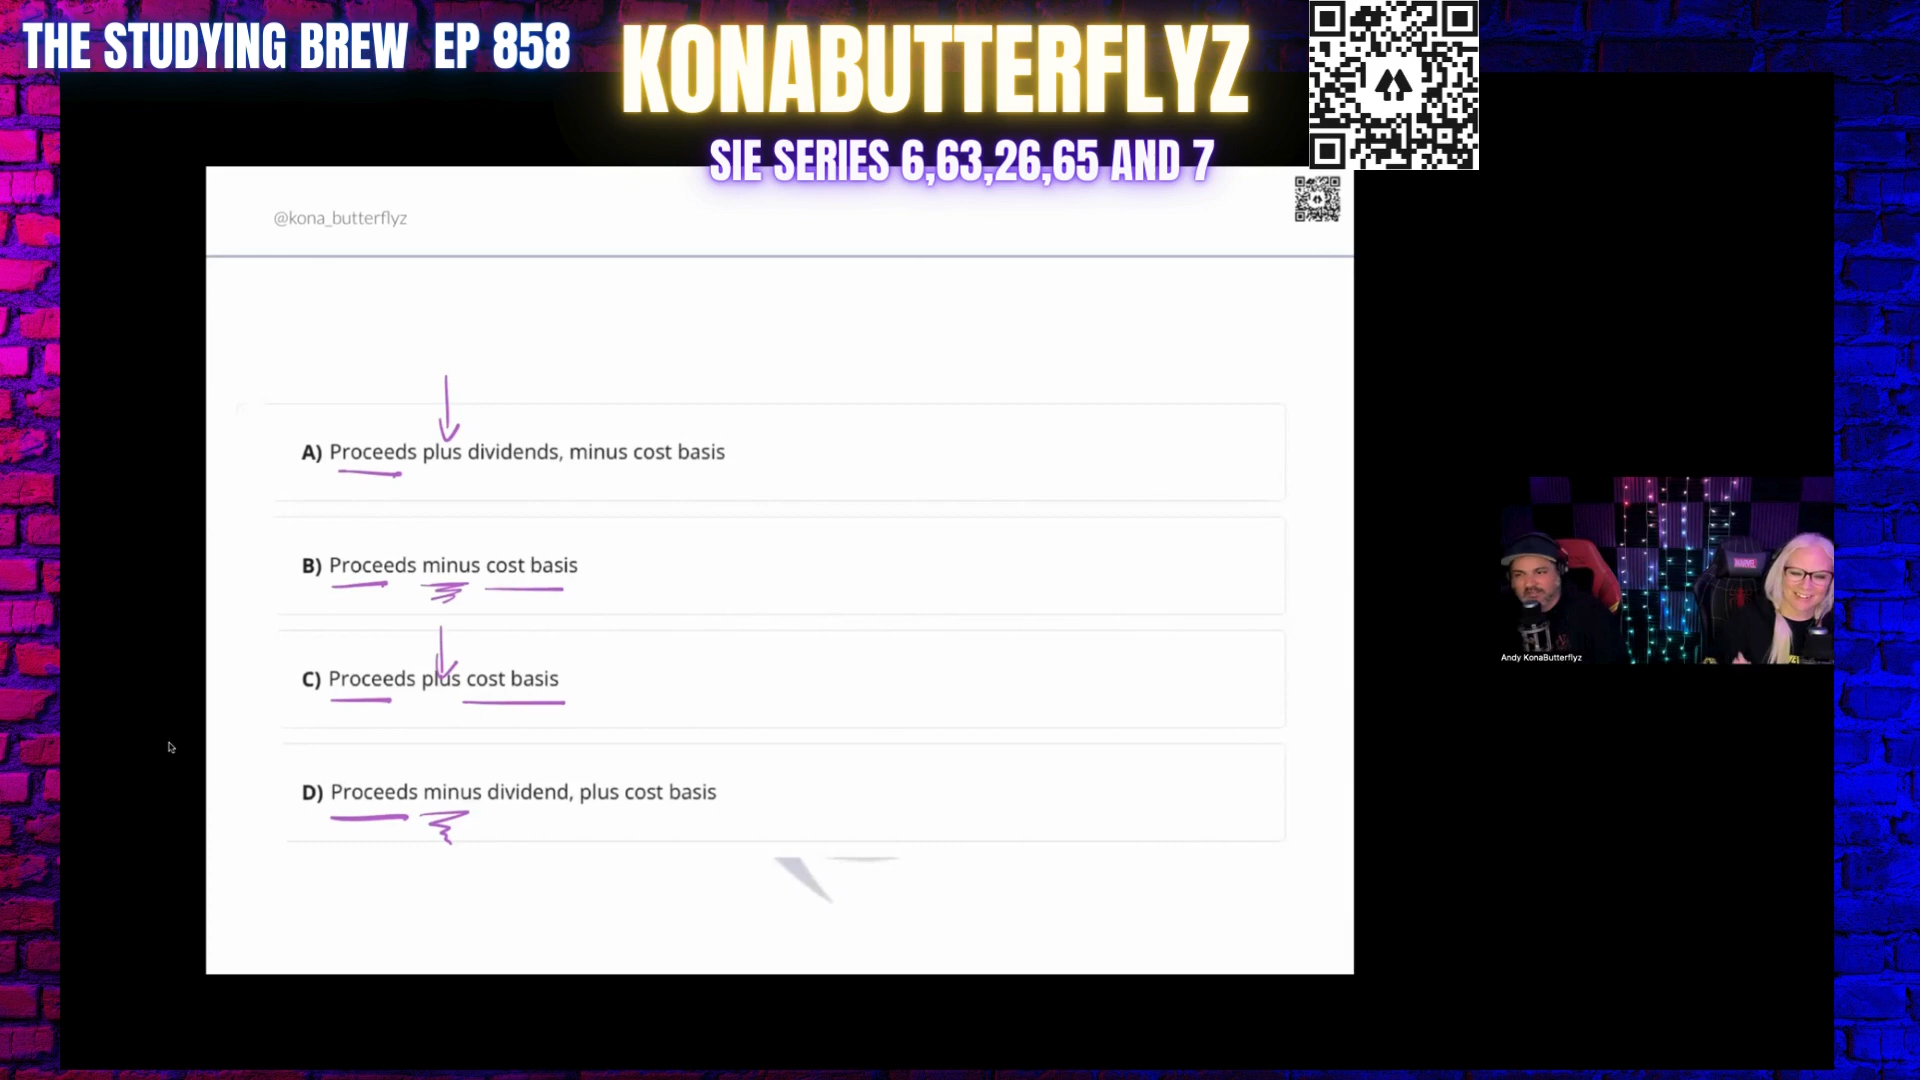 THE STUDYING BREW EP 858
KONABUTTERFLYZ
SIE SERIES 6,63,26,65 AND 7
@kona_butterflyz
A) Proceeds plus dividends, minus cost basis
B) Proceeds minus cost basis
C) Proceeds plus cost basis
D) Proceeds minus dividend, plus cost basis
MARVEL
Andy KonaButterflyz